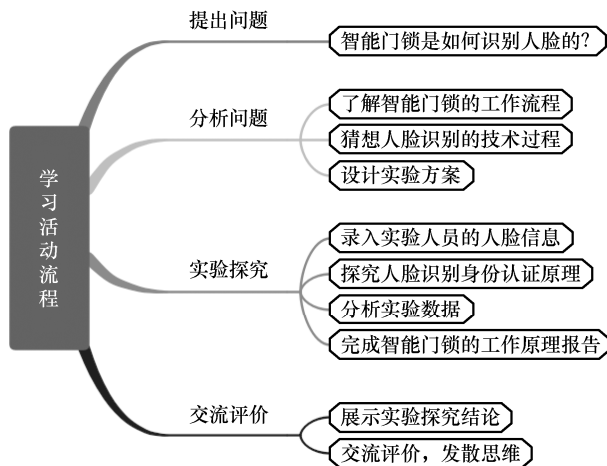 学习活动流程
提出问题
智能门锁是如何识别人脸的?
分析问题
了解智能门锁的工作流程
猜想人脸识别的技术过程
设计实验方案
实验探究
录入实验人员的人脸信息
探究人脸识别身份认证原理
分析实验数据
完成智能门锁的工作原理报告
交流评价
展示实验探究结论
交流评价，发散思维